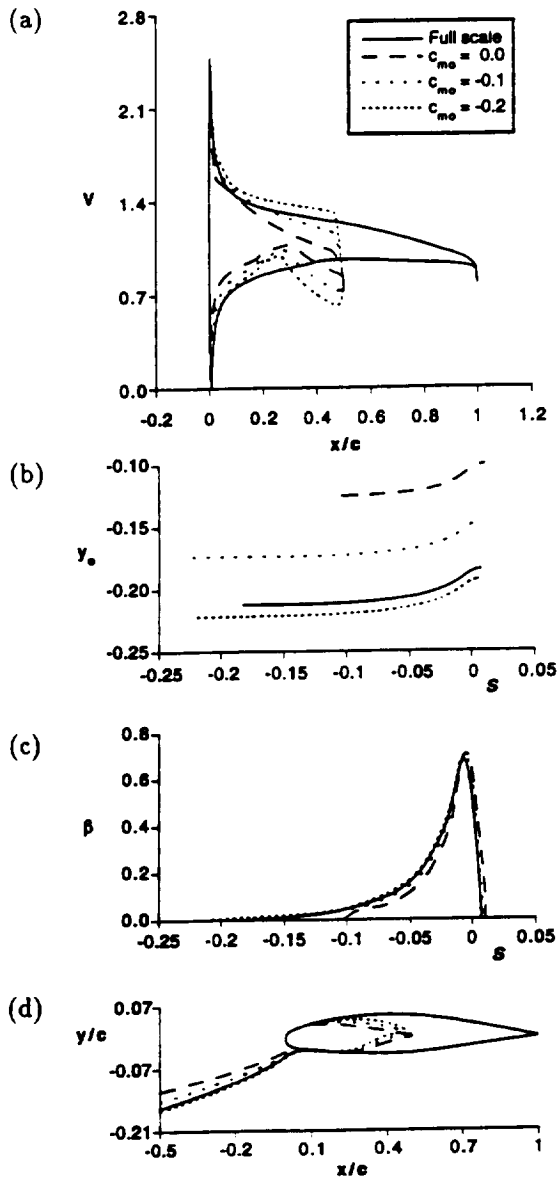 (a)
2.8
2.1
V
1.4
0.7
0.0
-0.2 0 0.2 0.4 0.6 0.8 1 1.2
x/c
Full scale
c_mo = 0.0
c_mo = -0.1
c_mo = -0.2
(b)
-0.10
-0.15
y_o
-0.20
-0.25
-0.25 -0.2 -0.15 -0.1 -0.05 0 0.05
S
(c)
0.8
0.6
β
0.4
0.2
0.0
-0.25 -0.2 -0.15 -0.1 -0.05 0 0.05
S
(d)
0.07
y/c
-0.07
-0.21
-0.5 -0.2 0.1 0.4 0.7 1
x/c